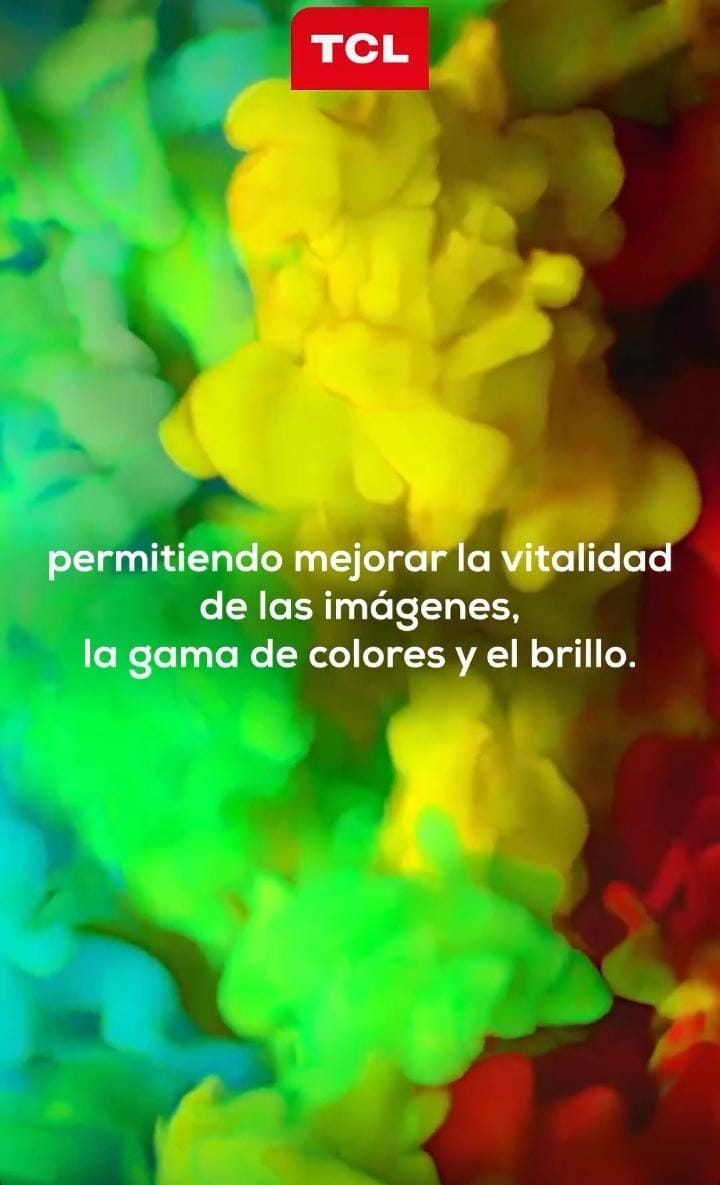 TCL
permitiendo mejorar la vitalidad
de las imágenes,
la gama de colores y el brillo.